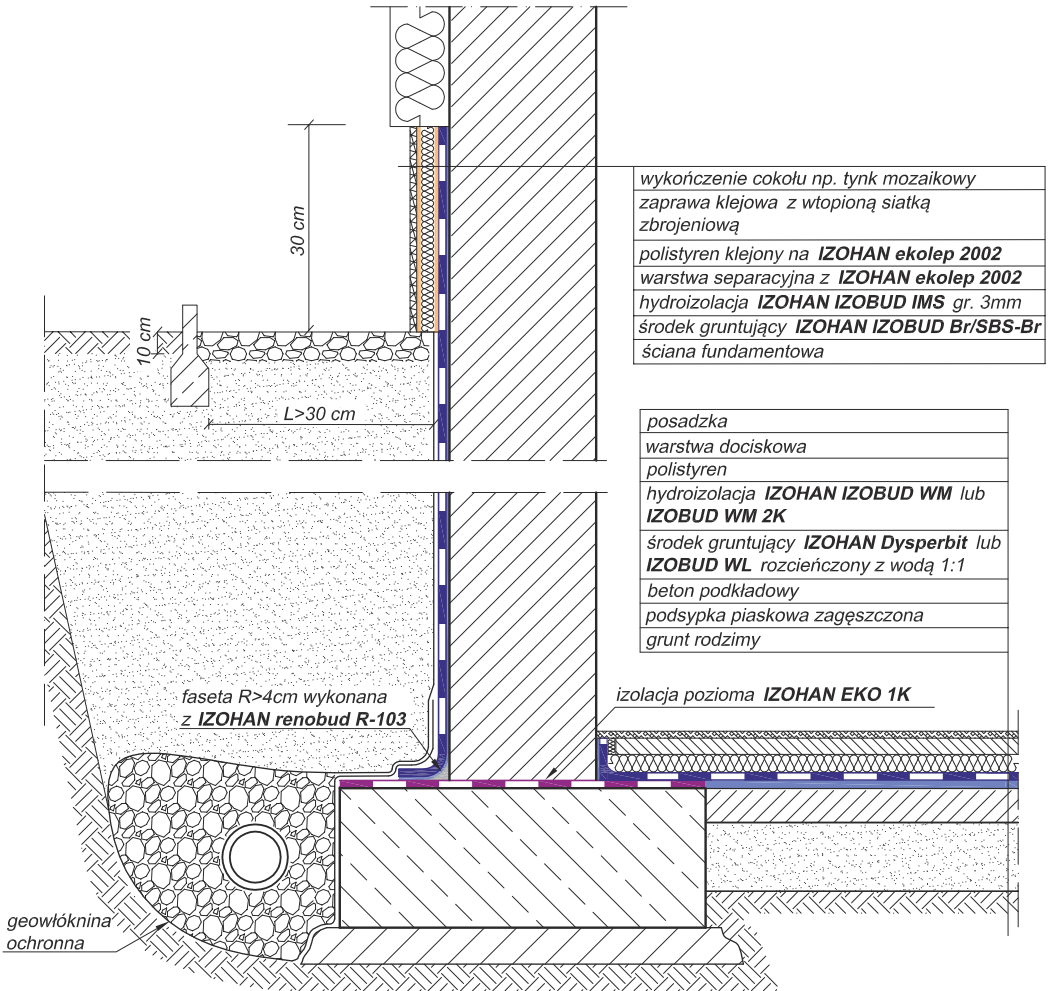 wykończenie cokołu np. tynk mozaikowy
zaprawa klejowa z wtopioną siatką
zbrojeniową
polistyren klejony na IZOHAN ekolep 2002
warstwa separacyjna z IZOHAN ekolep 2002
hydroizolacja IZOHAN IZOBUD IMS gr. 3mm
środek gruntujący IZOHAN IZOBUD Br/SBS-Br
ściana fundamentowa
30 cm
10 cm
L>30 cm
posadzka
warstwa dociskowa
polistyren
hydroizolacja IZOHAN IZOBUD WM lub
IZOBUD WM 2K
środek gruntujący IZOHAN Dysperbit lub
IZOBUD WL rozcieńczony z wodą 1:1
beton podkładowy
podsypka piaskowa zagęszczona
grunt rodzimy
faseta R>4cm wykonana
z IZOHAN renobud R-103
izolacja pozioma IZOHAN EKO 1K
geowłóknina
ochronna